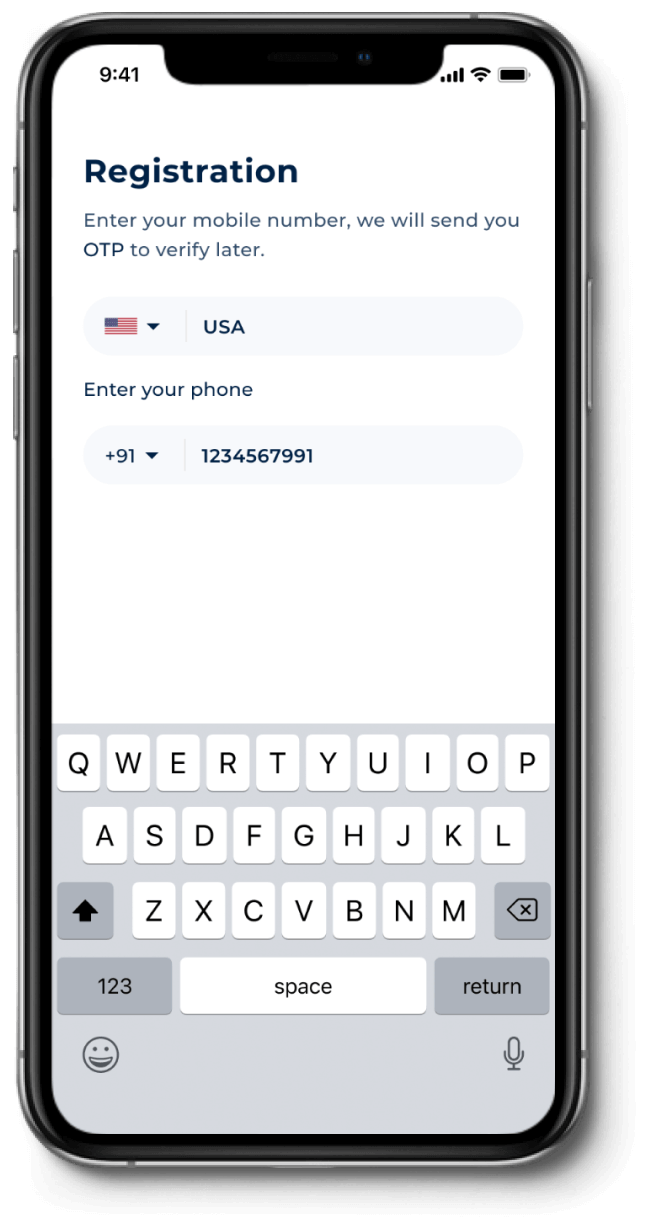 9:41
Registration
Enter your mobile number, we will send you
OTP to verify later.
USA
Enter your phone
+91 1234567991
Q W E R T Y U I O P
A S D F G H J K L
Z X C V B N M
123 space return